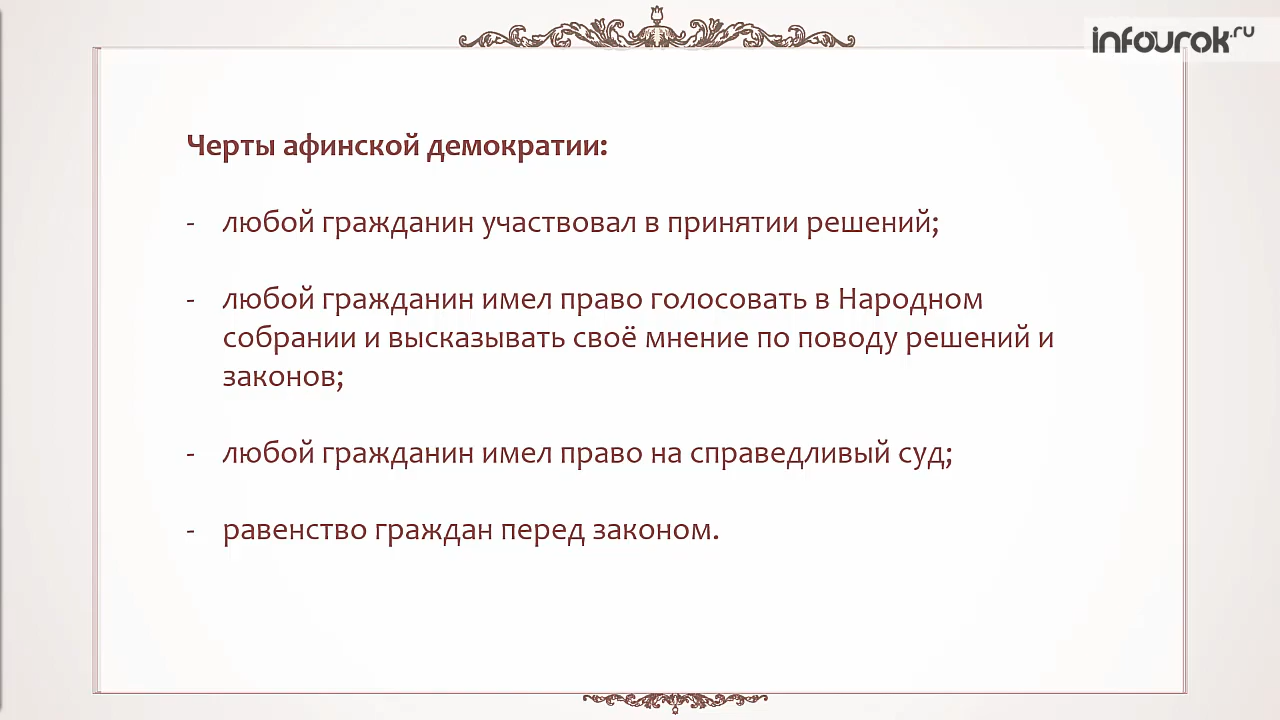 infourok.ru
Черты афинской демократии:
- любой гражданин участвовал в принятии решений;
- любой гражданин имел право голосовать в Народном
собрании и высказывать своё мнение по поводу решений и
законов;
- любой гражданин имел право на справедливый суд;
- равенство граждан перед законом.